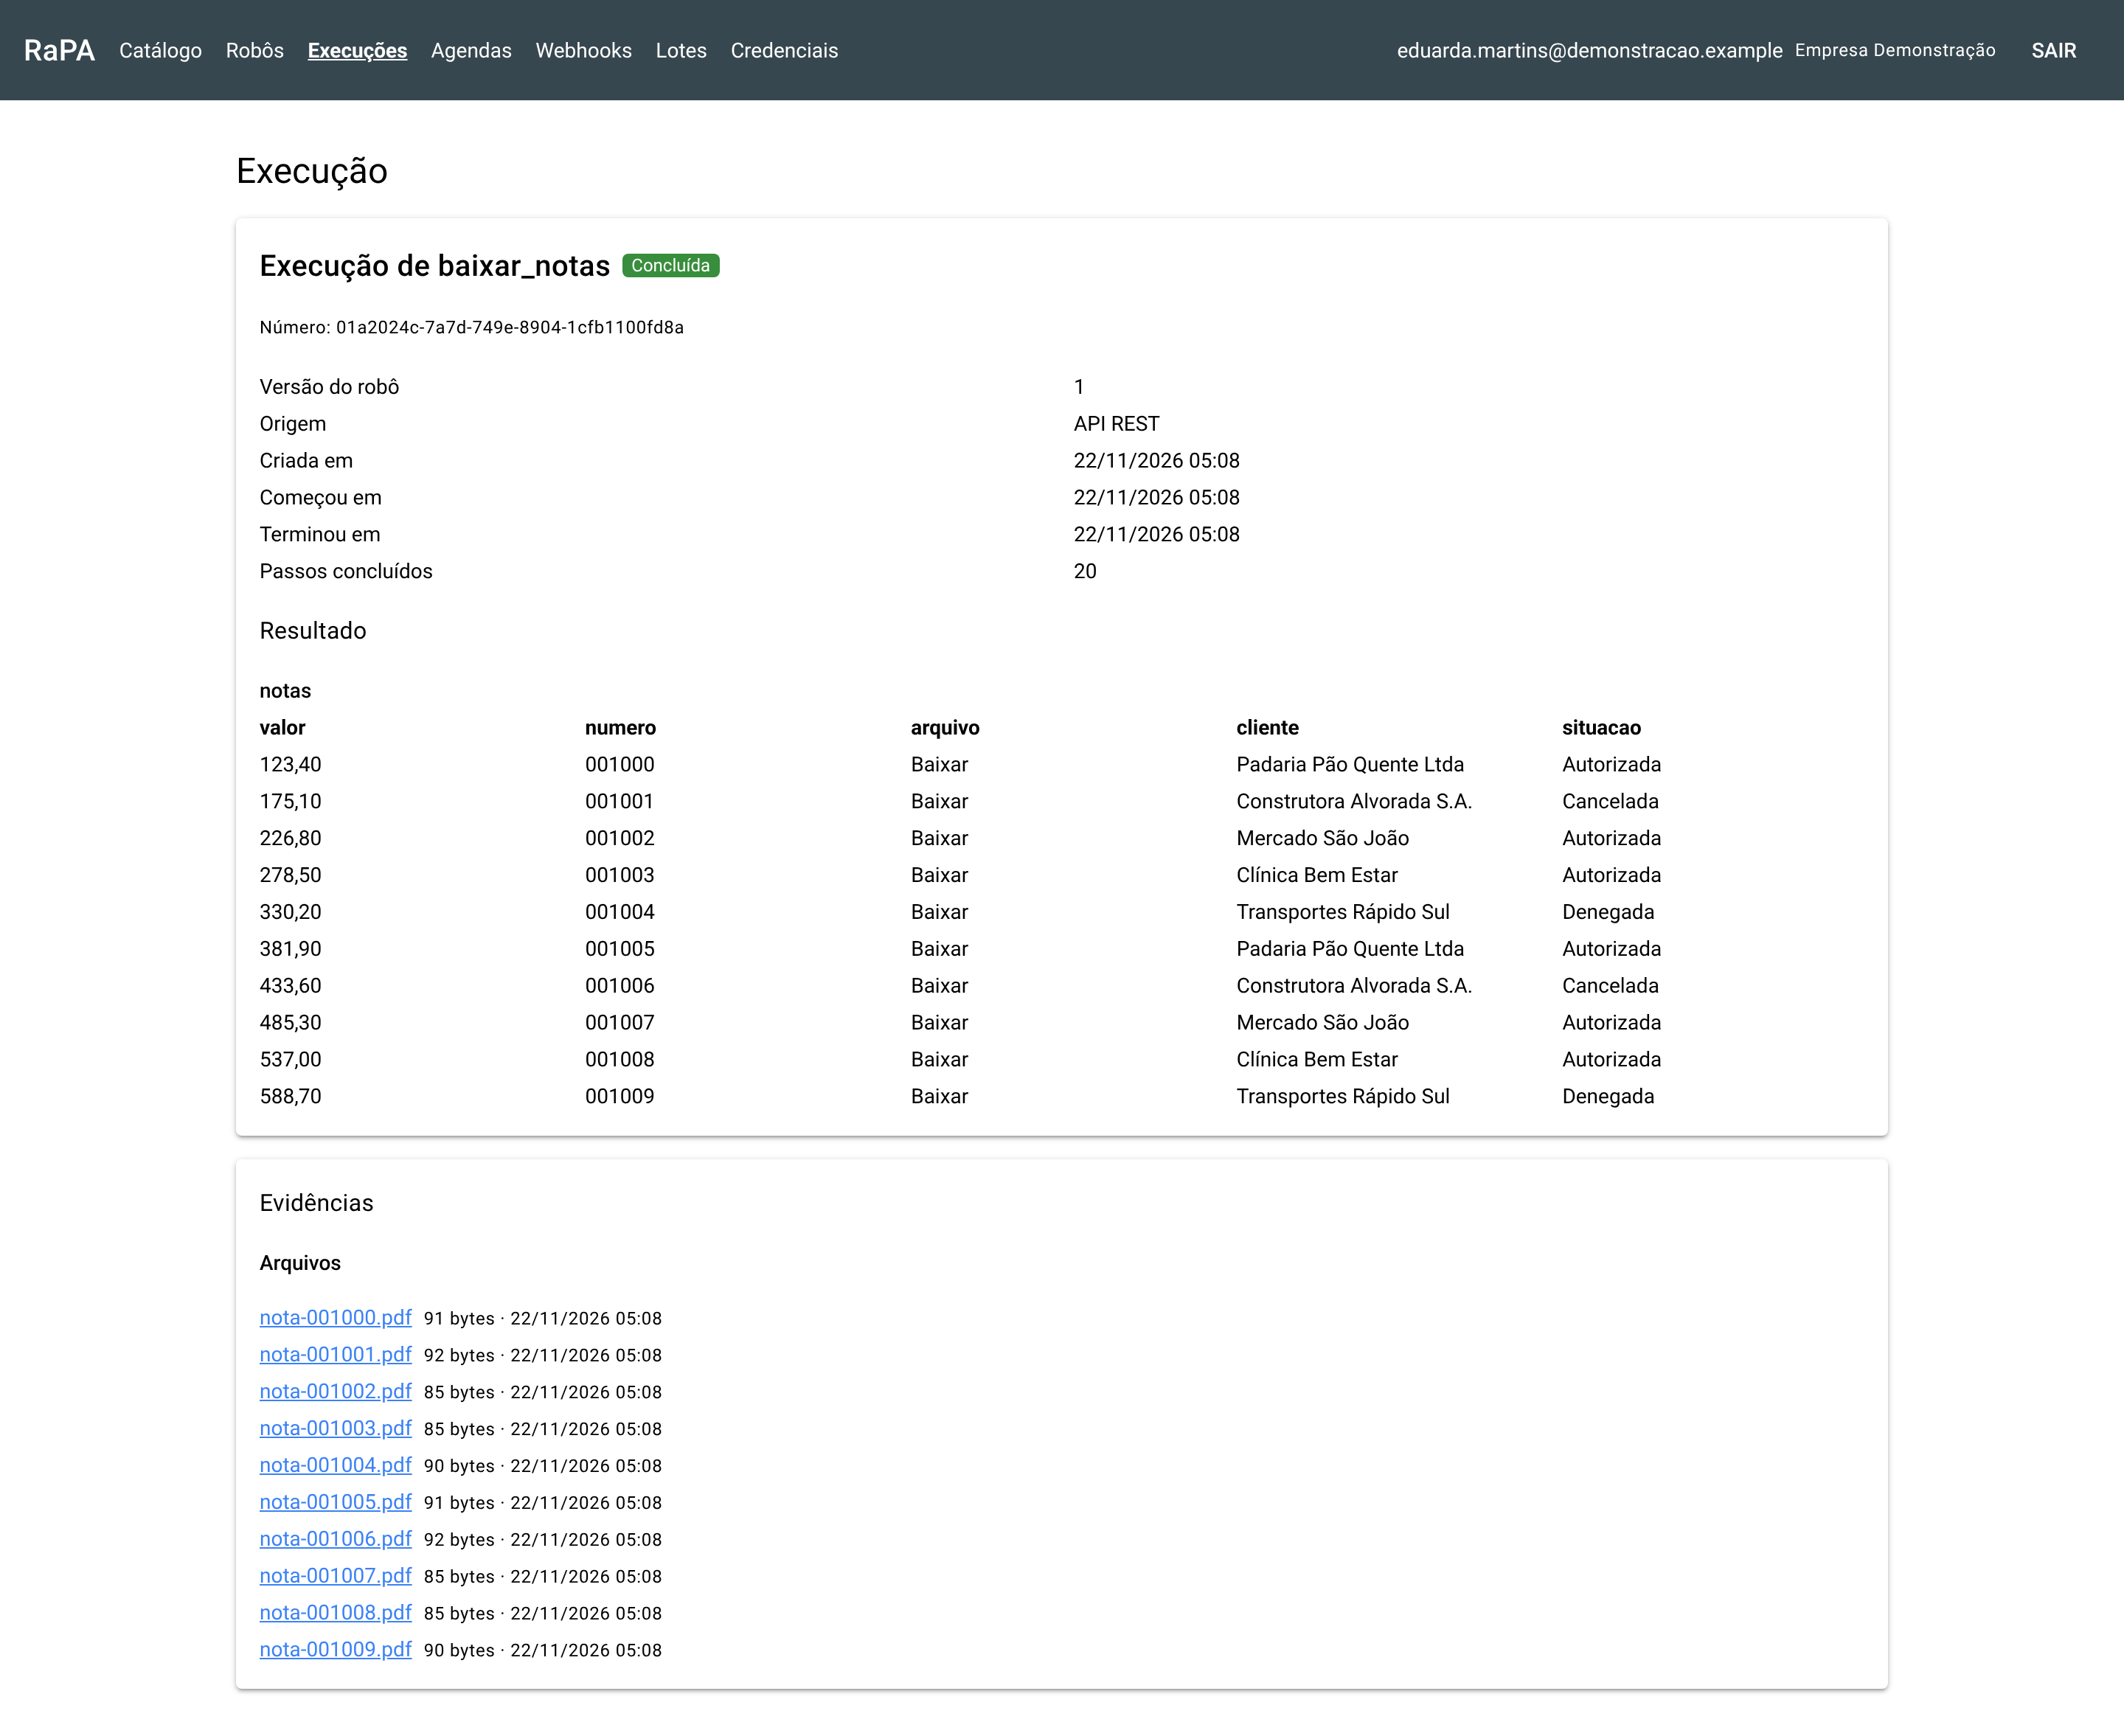 RaPA Catálogo Robôs Execuções Agendas Webhooks Lotes Credenciais eduarda.martins@demonstracao.example Empresa Demonstração SAIR
Execução
Execução de baixar_notas Concluída
Número: 01a2024c-7a7d-749e-8904-1cfb1100fd8a
Versão do robô 1
Origem API REST
Criada em 22/11/2026 05:08
Começou em 22/11/2026 05:08
Terminou em 22/11/2026 05:08
Passos concluídos 20
Resultado
notas
valor numero arquivo cliente situacao
123,40 001000 Baixar Padaria Pão Quente Ltda Autorizada
175,10 001001 Baixar Construtora Alvorada S.A. Cancelada
226,80 001002 Baixar Mercado São João Autorizada
278,50 001003 Baixar Clínica Bem Estar Autorizada
330,20 001004 Baixar Transportes Rápido Sul Denegada
381,90 001005 Baixar Padaria Pão Quente Ltda Autorizada
433,60 001006 Baixar Construtora Alvorada S.A. Cancelada
485,30 001007 Baixar Mercado São João Autorizada
537,00 001008 Baixar Clínica Bem Estar Autorizada
588,70 001009 Baixar Transportes Rápido Sul Denegada
Evidências
Arquivos
nota-001000.pdf 91 bytes · 22/11/2026 05:08
nota-001001.pdf 92 bytes · 22/11/2026 05:08
nota-001002.pdf 85 bytes · 22/11/2026 05:08
nota-001003.pdf 85 bytes · 22/11/2026 05:08
nota-001004.pdf 90 bytes · 22/11/2026 05:08
nota-001005.pdf 91 bytes · 22/11/2026 05:08
nota-001006.pdf 92 bytes · 22/11/2026 05:08
nota-001007.pdf 85 bytes · 22/11/2026 05:08
nota-001008.pdf 85 bytes · 22/11/2026 05:08
nota-001009.pdf 90 bytes · 22/11/2026 05:08